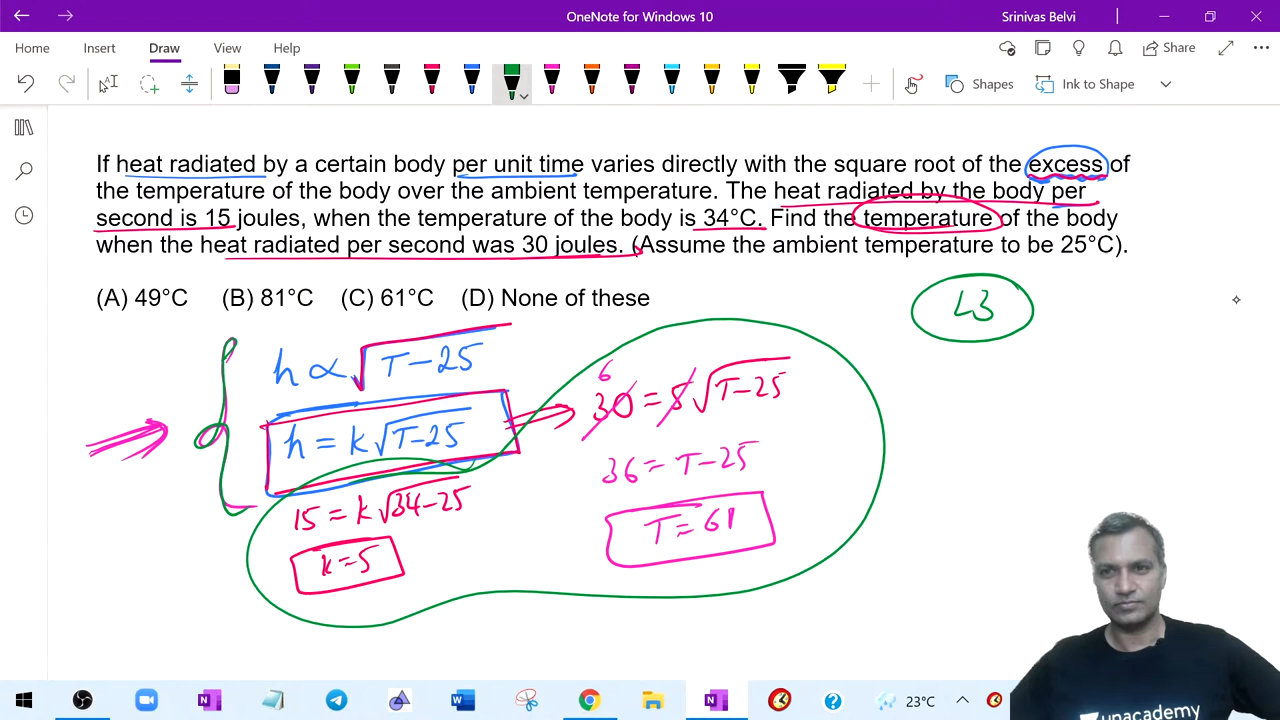 OneNote for Windows 10
Srinivas Belvi
Home Insert Draw View Help
Share
Shapes
Ink to Shape
If heat radiated by a certain body per unit time varies directly with the square root of the excess of
the temperature of the body over the ambient temperature. The heat radiated by the body per
second is 15 joules, when the temperature of the body is 34°C. Find the temperature of the body
when the heat radiated per second was 30 joules. (Assume the ambient temperature to be 25°C).
(A) 49°C (B) 81°C (C) 61°C (D) None of these
L3
h ∝ √T-25
h = k√T-25
15 = k√34-25
k=5
6
30 = 5√T-25
36 = T-25
T = 61
23°C
unacademy